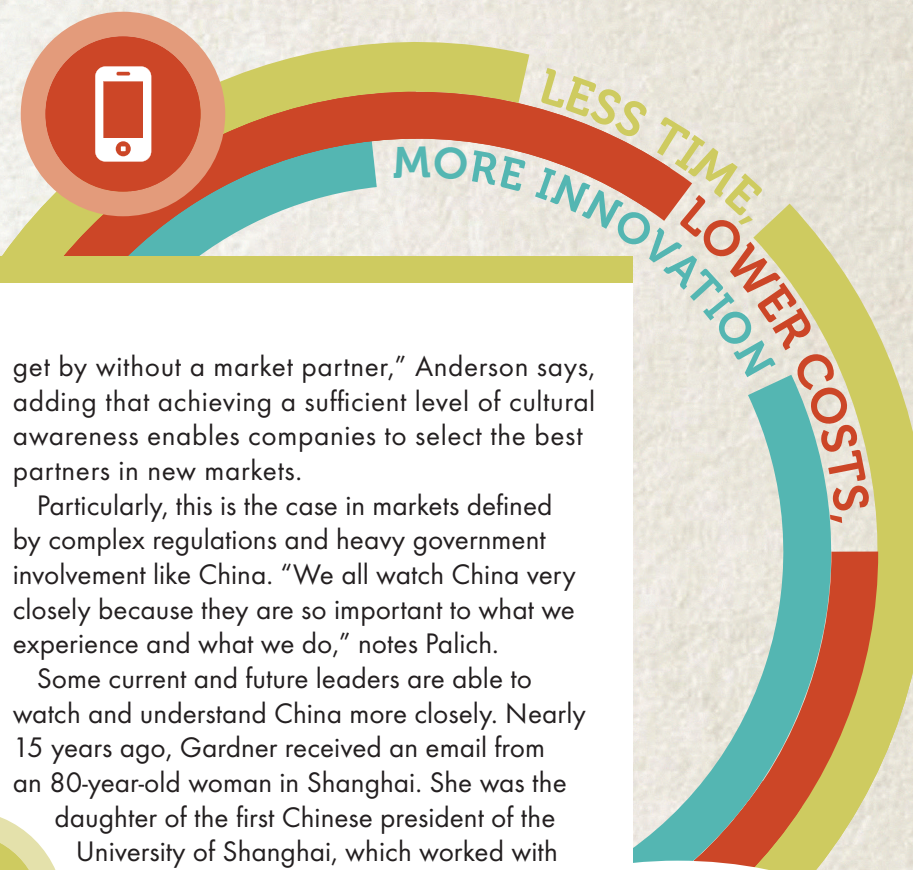 LESS TIME,
LOWER COSTS,
MORE INNOVATION
get by without a market partner,” Anderson says,
adding that achieving a sufficient level of cultural
awareness enables companies to select the best
partners in new markets.
Particularly, this is the case in markets defined
by complex regulations and heavy government
involvement like China. “We all watch China very
closely because they are so important to what we
experience and what we do,” notes Palich.
Some current and future leaders are able to
watch and understand China more closely. Nearly
15 years ago, Gardner received an email from
an 80-year-old woman in Shanghai. She was the
daughter of the first Chinese president of the
University of Shanghai, which worked with